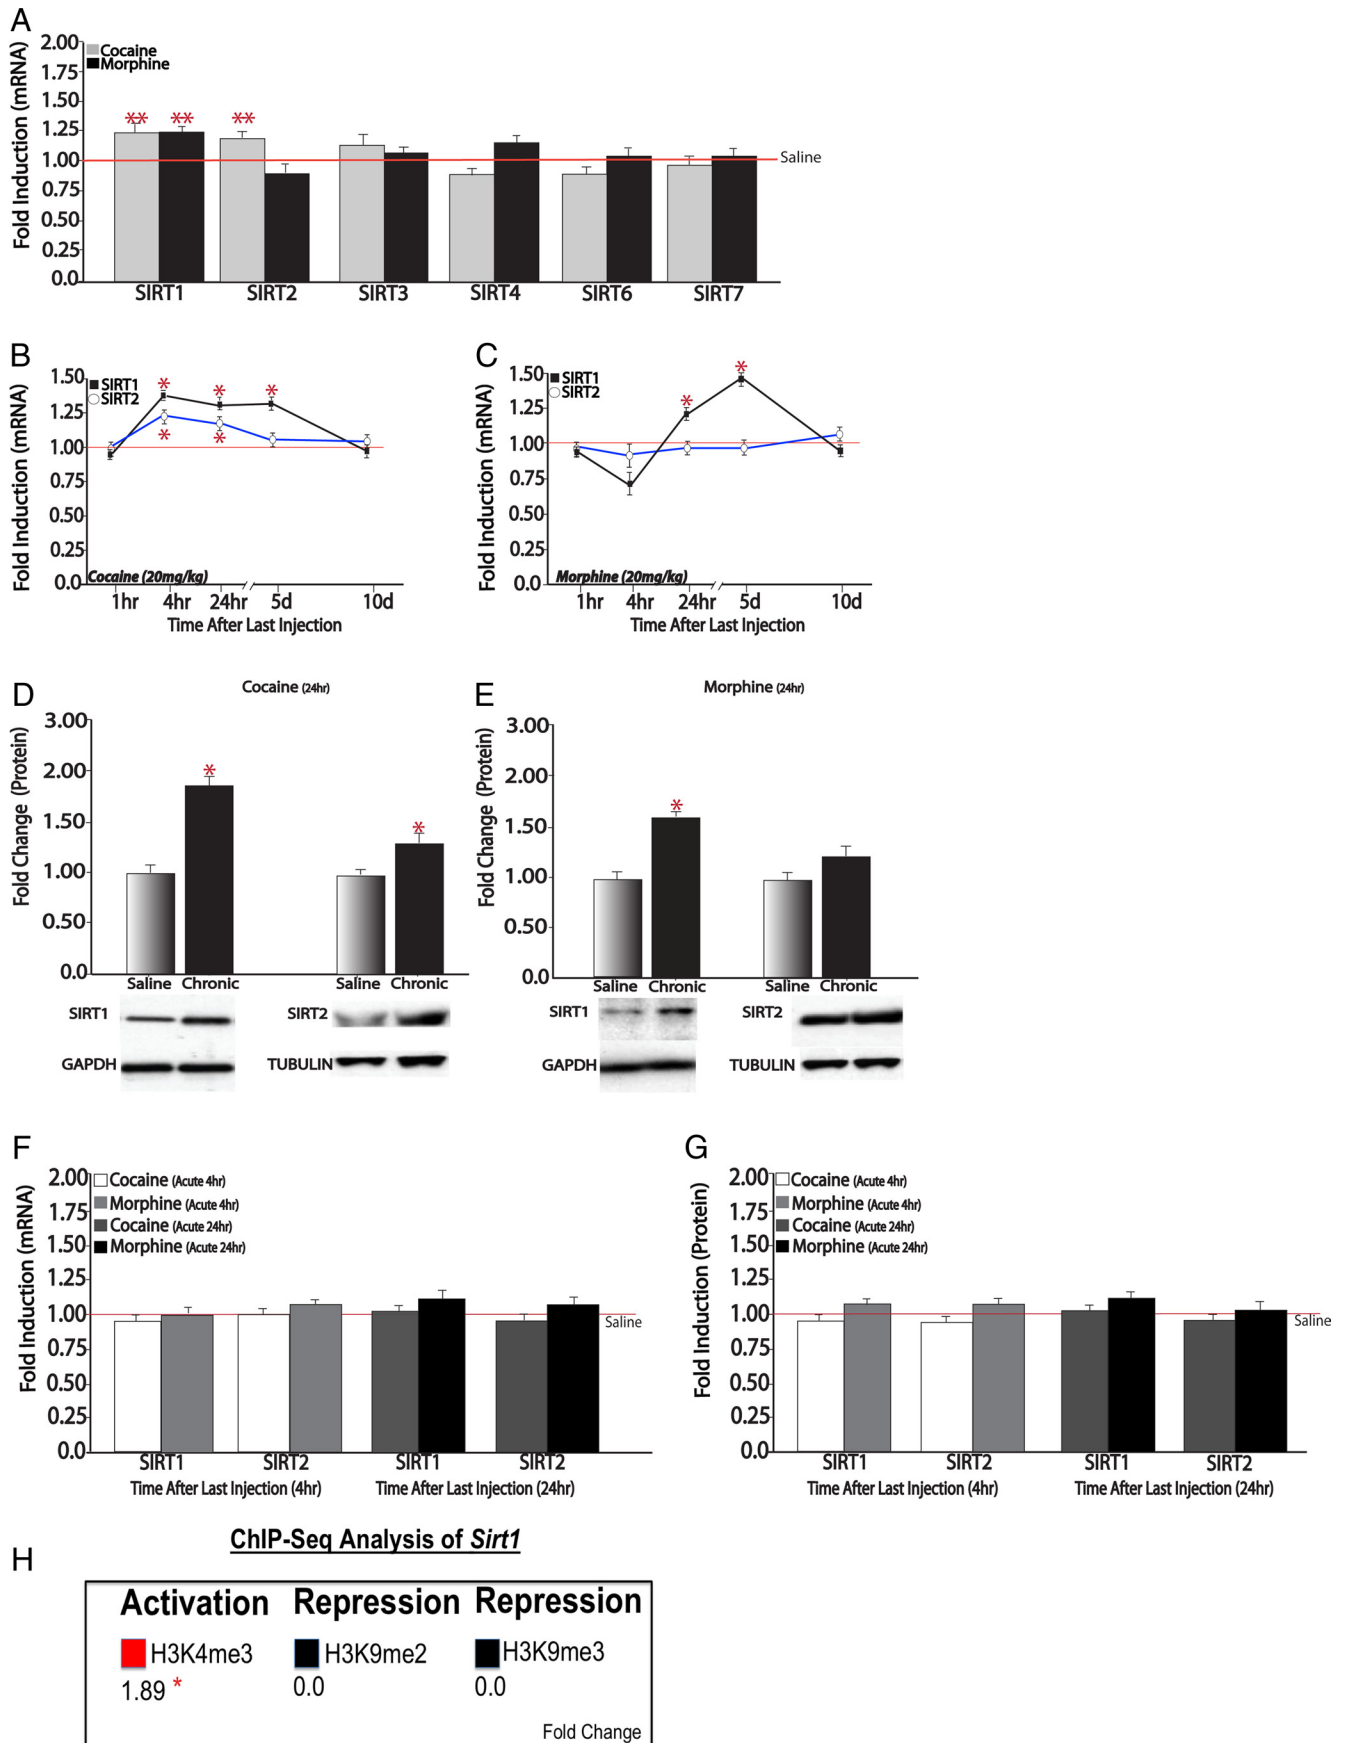 A
Fold Induction (mRNA)
2.00
1.75
1.50
1.25
1.00
0.75
0.50
0.25
0.0
Cocaine
Morphine
** ** **
Saline
SIRT1 SIRT2 SIRT3 SIRT4 SIRT6 SIRT7
B
Fold Induction (mRNA)
1.50
1.25
1.00
0.75
0.50
0.25
0.0
SIRT1
SIRT2
* * *
* *
Cocaine (20mg/kg)
1hr 4hr 24hr 5d 10d
Time After Last Injection
C
Fold Induction (mRNA)
1.50
1.25
1.00
0.75
0.50
0.25
0.0
SIRT1
SIRT2
* *
Morphine (20mg/kg)
1hr 4hr 24hr 5d 10d
Time After Last Injection
D
Cocaine (24hr)
Fold Change (Protein)
3.00
2.00
1.50
1.00
0.50
0.0
* *
Saline Chronic Saline Chronic
SIRT1 SIRT2
GAPDH TUBULIN
E
Morphine (24hr)
Fold Change (Protein)
3.00
2.00
1.50
1.00
0.50
0.0
*
Saline Chronic Saline Chronic
SIRT1 SIRT2
GAPDH TUBULIN
F
Fold Induction (mRNA)
2.00
1.75
1.50
1.25
1.00
0.75
0.50
0.25
0.0
Cocaine (Acute 4hr)
Morphine (Acute 4hr)
Cocaine (Acute 24hr)
Morphine (Acute 24hr)
Saline
SIRT1 SIRT2 SIRT1 SIRT2
Time After Last Injection (4hr) Time After Last Injection (24hr)
G
Fold Induction (Protein)
2.00
1.75
1.50
1.25
1.00
0.75
0.50
0.25
0.0
Cocaine (Acute 4hr)
Morphine (Acute 4hr)
Cocaine (Acute 24hr)
Morphine (Acute 24hr)
Saline
SIRT1 SIRT2 SIRT1 SIRT2
Time After Last Injection (4hr) Time After Last Injection (24hr)
H
ChIP-Seq Analysis of Sirt1
Activation Repression Repression
H3K4me3 H3K9me2 H3K9me3
1.89 * 0.0 0.0
Fold Change